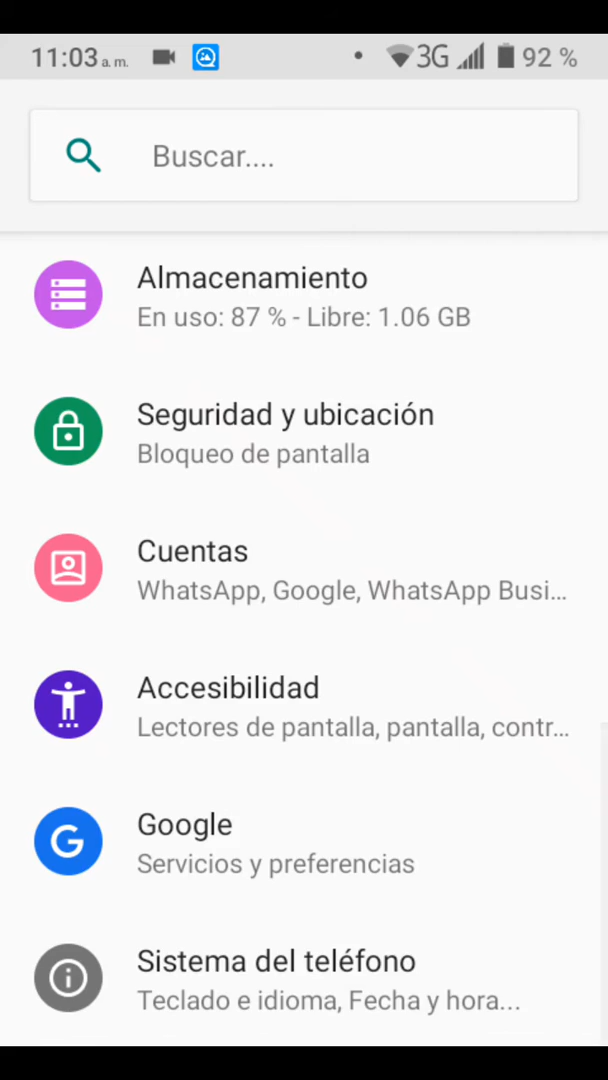 11:03 a. m. 3G 92 %
Buscar....
Almacenamiento
En uso: 87 % - Libre: 1.06 GB
Seguridad y ubicación
Bloqueo de pantalla
Cuentas
WhatsApp, Google, WhatsApp Busi...
Accesibilidad
Lectores de pantalla, pantalla, contr...
Google
Servicios y preferencias
Sistema del teléfono
Teclado e idioma, Fecha y hora...